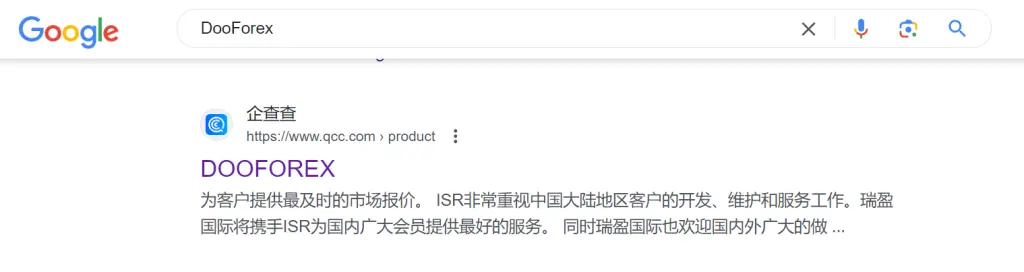 Google DooForex
企查查
https://www.qcc.com › product
DOOFOREX
为客户提供最及时的市场报价。 ISR非常重视中国大陆地区客户的开发、维护和服务工作。瑞盈
国际将携手ISR为国内广大会员提供最好的服务。 同时瑞盈国际也欢迎国内外广大的做 ...